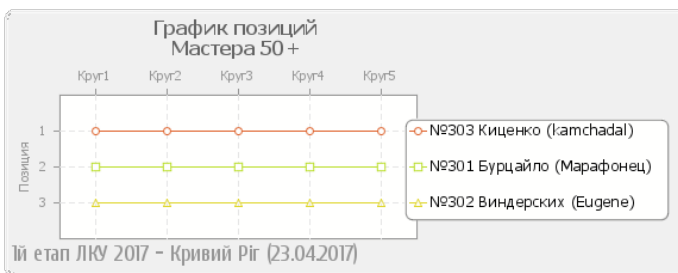 График позиций
Мастера 50+
Круг1 Круг2 Круг3 Круг4 Круг5
Позиция
1
2
3
№303 Киценко (kamchadal)
№301 Бурцайло (Марафонец)
№302 Виндерских (Eugene)
1й етап ЛКУ 2017 - Кривий Ріг (23.04.2017)